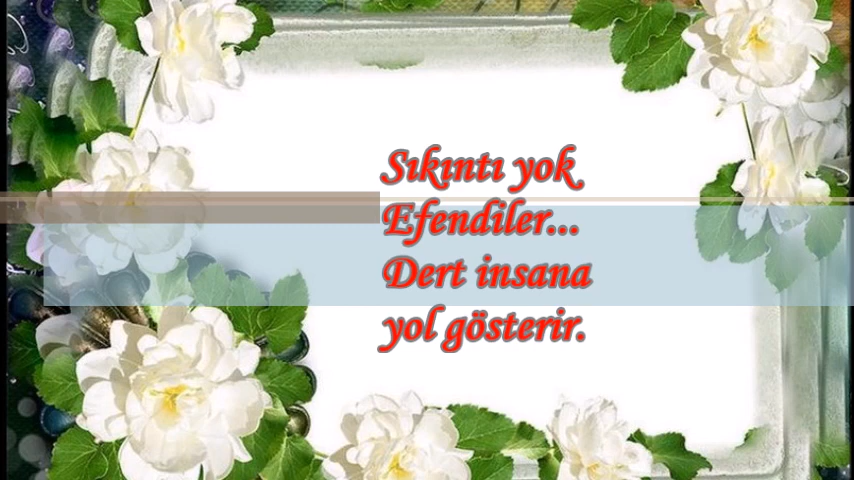 Sıkıntı yok
Efendiler...
Dert insana
yol gösterir.